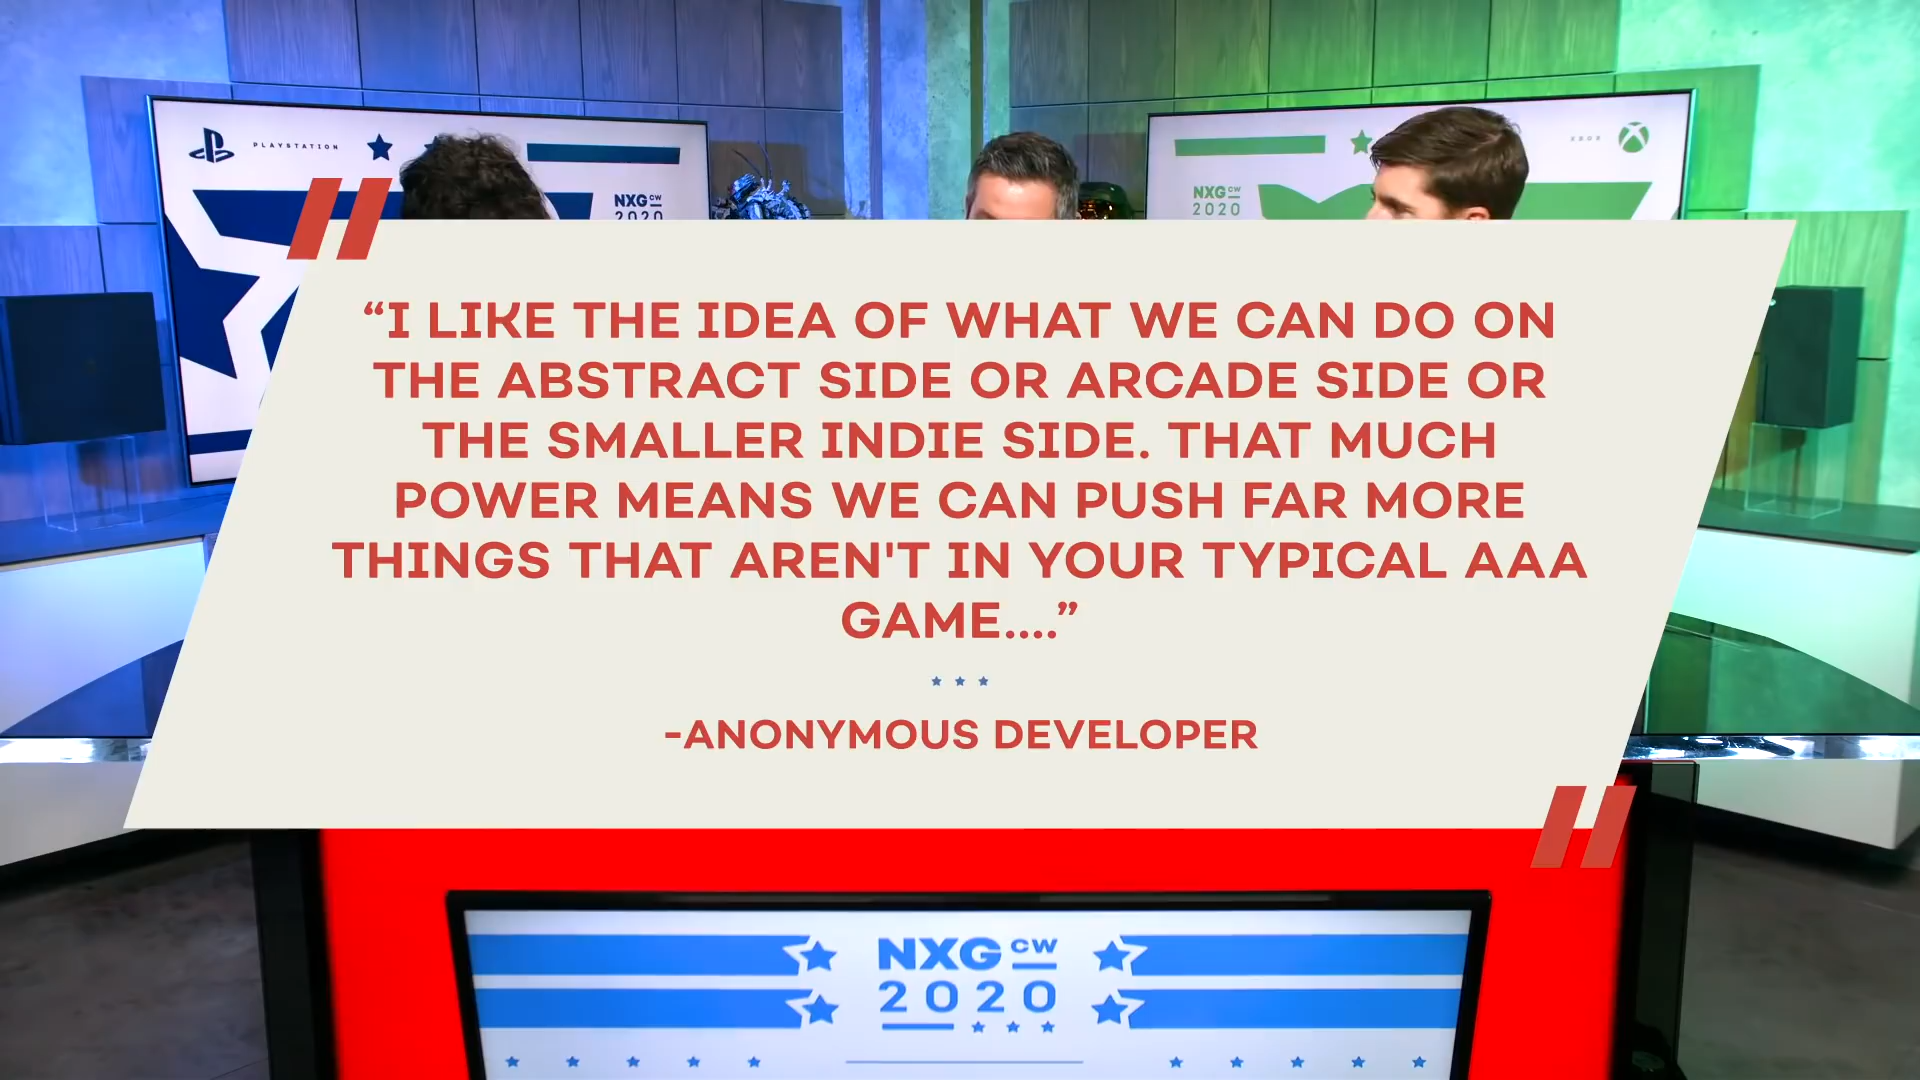 PLAYSTATION
XBOX
NXG CW
2020
NXG CW
2020
“I LIKE THE IDEA OF WHAT WE CAN DO ON
THE ABSTRACT SIDE OR ARCADE SIDE OR
THE SMALLER INDIE SIDE. THAT MUCH
POWER MEANS WE CAN PUSH FAR MORE
THINGS THAT AREN'T IN YOUR TYPICAL AAA
GAME....”
-ANONYMOUS DEVELOPER
NXG CW
2020